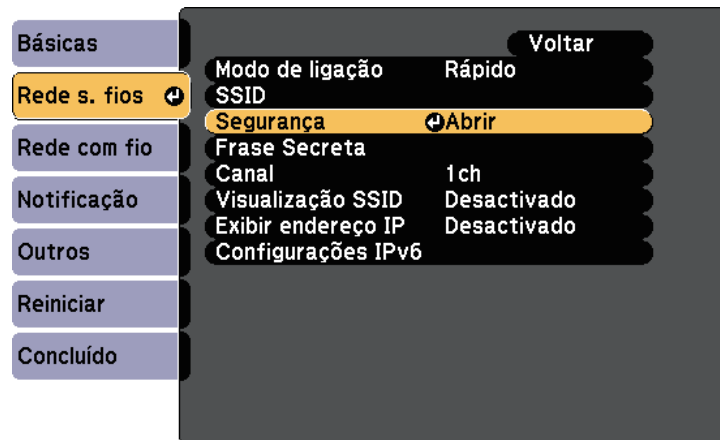 Básicas
Rede s. fios
Rede com fio
Notificação
Outros
Reiniciar
Concluído
Voltar
Modo de ligação Rápido
SSID
Segurança Abrir
Frase Secreta
Canal 1ch
Visualização SSID Desactivado
Exibir endereço IP Desactivado
Configurações IPv6